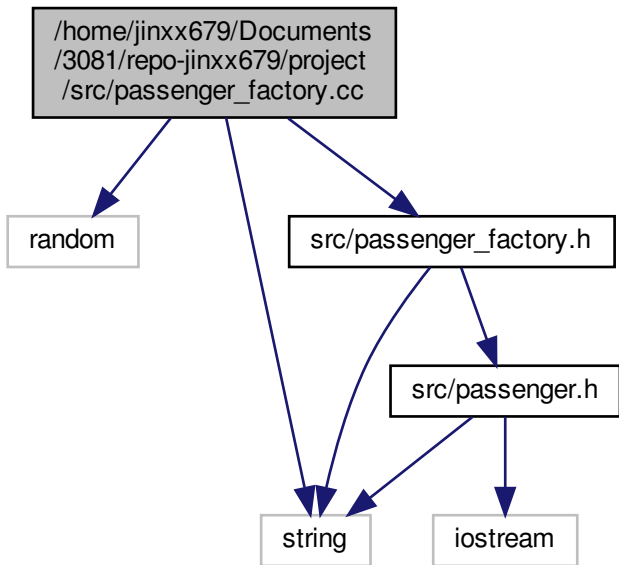 /home/jinxx679/Documents
/3081/repo-jinxx679/project
/src/passenger_factory.cc
random
src/passenger_factory.h
src/passenger.h
string
iostream